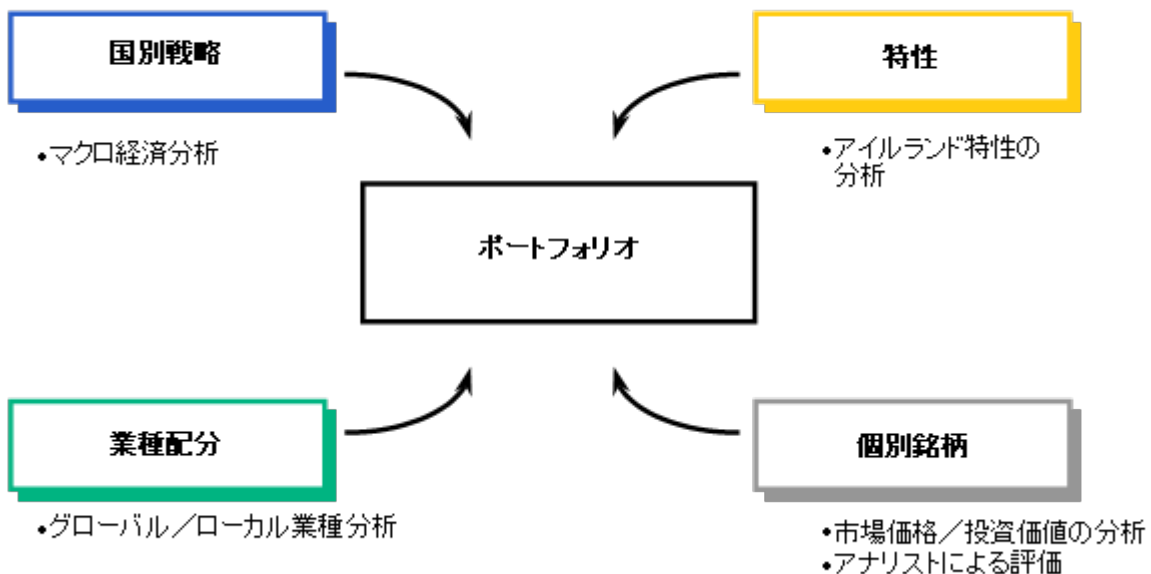 国別戦略
•マクロ経済分析
特性
•アイルランド特性の
分析
ポートフォリオ
業種配分
•グローバル／ローカル業種分析
個別銘柄
•市場価格／投資価値の分析
•アナリストによる評価